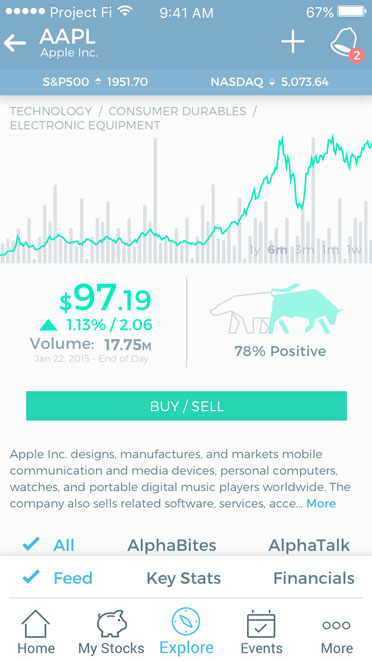 Project Fi 9:41 AM 67%
AAPL
Apple Inc.
2
S&P500 1951.70 NASDAQ 5,073.64
TECHNOLOGY / CONSUMER DURABLES /
ELECTRONIC EQUIPMENT
1y 6m 3m 1m 1w
$97.19
1.13% / 2.06
Volume: 17.75M
Jan 22, 2015 - End of Day
78% Positive
BUY / SELL
Apple Inc. designs, manufactures, and markets mobile
communication and media devices, personal computers,
watches, and portable digital music players worldwide. The
company also sells related software, services, acce... More
All AlphaBites AlphaTalk
Feed Key Stats Financials
Home My Stocks Explore Events More